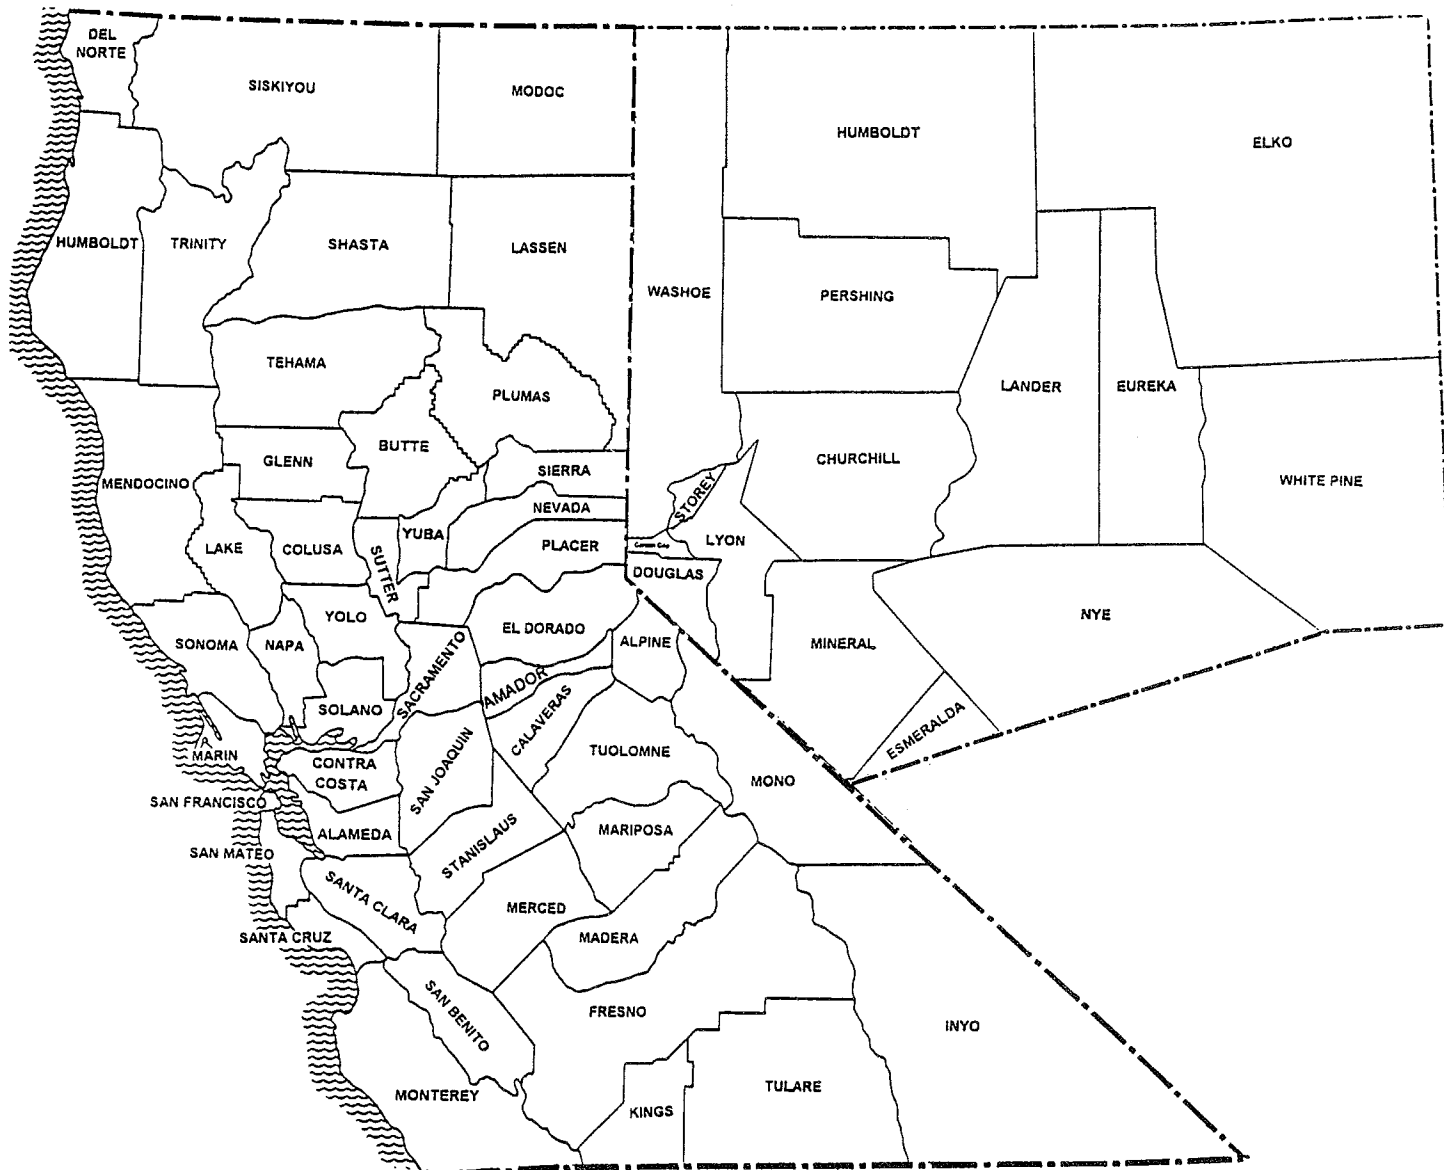 DEL
NORTE
SISKIYOU
MODOC
HUMBOLDT
ELKO
HUMBOLDT
TRINITY
SHASTA
LASSEN
WASHOE
PERSHING
TEHAMA
PLUMAS
LANDER
EUREKA
BUTTE
GLENN
SIERRA
CHURCHILL
WHITE PINE
MENDOCINO
STOREY
NEVADA
YUBA
PLACER
LAKE
COLUSA
SUTTER
Carson City
LYON
DOUGLAS
YOLO
EL DORADO
NYE
SONOMA
NAPA
ALPINE
MINERAL
SACRAMENTO
AMADOR
SOLANO
CALAVERAS
ESMERALDA
MARIN
CONTRA
COSTA
SAN JOAQUIN
TUOLOMNE
MONO
SAN FRANCISCO
ALAMEDA
STANISLAUS
MARIPOSA
SAN MATEO
SANTA CLARA
MERCED
SANTA CRUZ
MADERA
SAN BENITO
FRESNO
INYO
MONTEREY
KINGS
TULARE